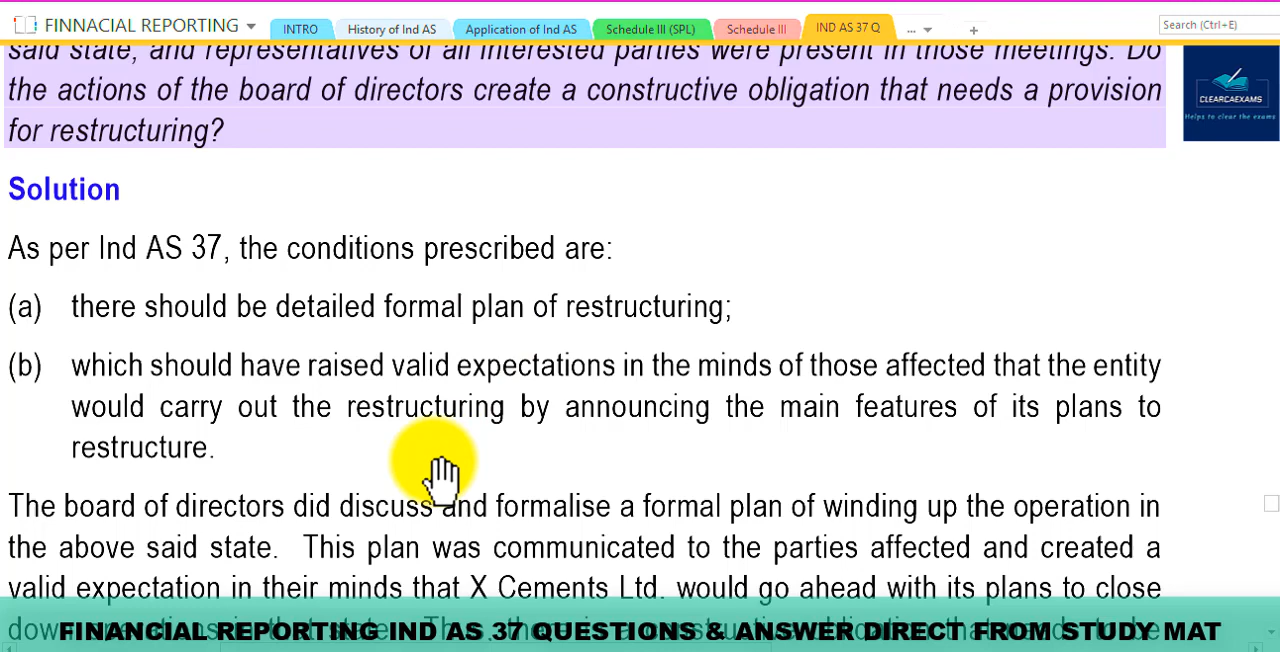 FINNACIAL REPORTING
INTRO
History of Ind AS
Application of Ind AS
Schedule III (SPL)
Schedule III
IND AS 37 Q
...
+
Search (Ctrl+E)
said state, and representatives of all interested parties were present in those meetings. Do
the actions of the board of directors create a constructive obligation that needs a provision
for restructuring?
CLEARCAEXAMS
Helps to clear the exams
Solution
As per Ind AS 37, the conditions prescribed are:
(a) there should be detailed formal plan of restructuring;
(b) which should have raised valid expectations in the minds of those affected that the entity
would carry out the restructuring by announcing the main features of its plans to
restructure.
The board of directors did discuss and formalise a formal plan of winding up the operation in
the above said state. This plan was communicated to the parties affected and created a
valid expectation in their minds that X Cements Ltd. would go ahead with its plans to close
FINANCIAL REPORTING IND AS 37 QUESTIONS & ANSWER DIRECT FROM STUDY MAT